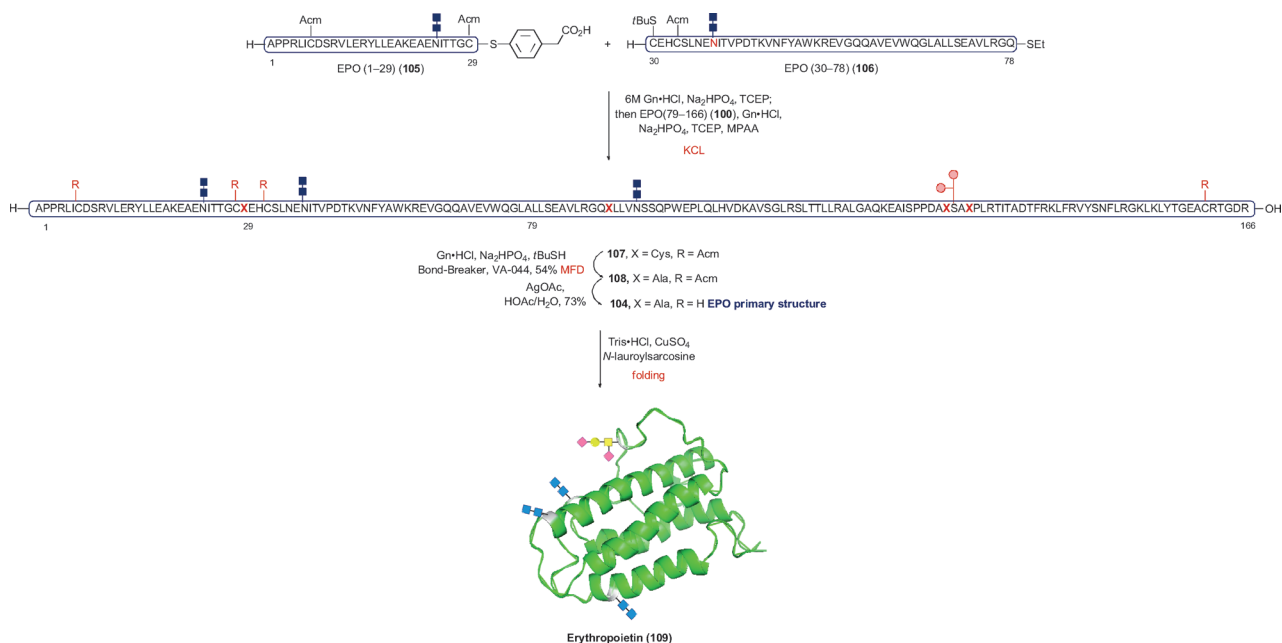 Acm
Acm
H APPRLICDSRVLERYLLEAKEAENITTGC S CO₂H
1 29
EPO (1–29) (105)
+
tBuS Acm
H CEHCSLNENITVPDTKVNFYAWKREVGQQAVEVWQGLALLSEAVLRGQ SEt
30 78
EPO (30–78) (106)
6M Gn•HCl, Na₂HPO₄, TCEP;
then EPO(79–166) (100), Gn•HCl,
Na₂HPO₄, TCEP, MPAA
KCL
R R R R
H APPRLICDSRVLERYLLEAKEAENITTGCXEHCSLNENITVPDTKVNFYAWKREVGQQAVEVWQGLALLSEAVLRGQXLLVNSSQPWEPLQLHVDKAVSGLRSLTTLLRALGAQKEAISPPDAXSAXPLRTITADTFRKLFRVYSNFLRGKLKLYTGEACRTGDR OH
1 29 79 166
Gn•HCl, Na₂HPO₄, tBuSH
Bond-Breaker, VA-044, 54% MFD
AgOAc,
HOAc/H₂O, 73%
107, X = Cys, R = Acm
108, X = Ala, R = Acm
104, X = Ala, R = H EPO primary structure
Tris•HCl, CuSO₄
N-lauroylsarcosine
folding
Erythropoietin (109)